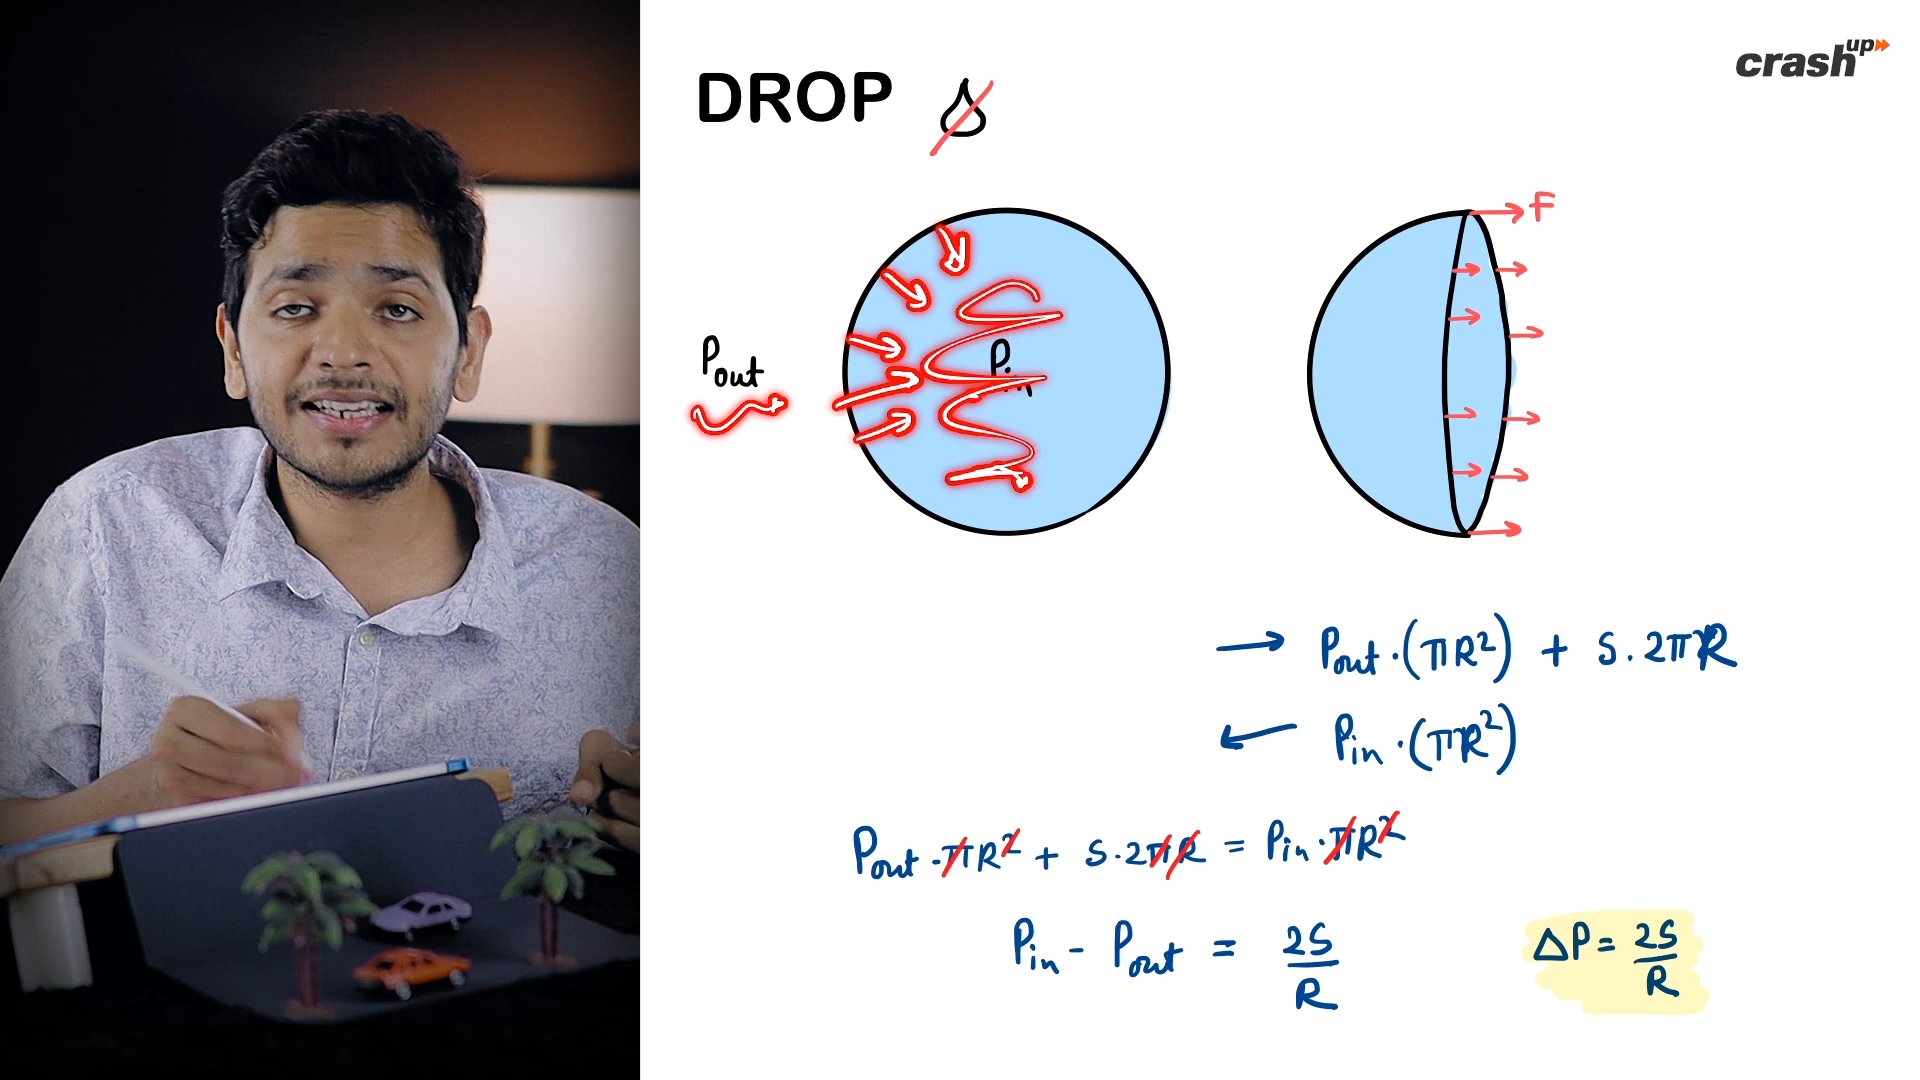 crashup
DROP
F
Pout
Pin
→ Pout·(πR²) + S.2πR
← Pin·(πR²)
Pout·πR² + S·2πR = Pin·πR²
Pin - Pout = 2S/R
ΔP = 2S/R